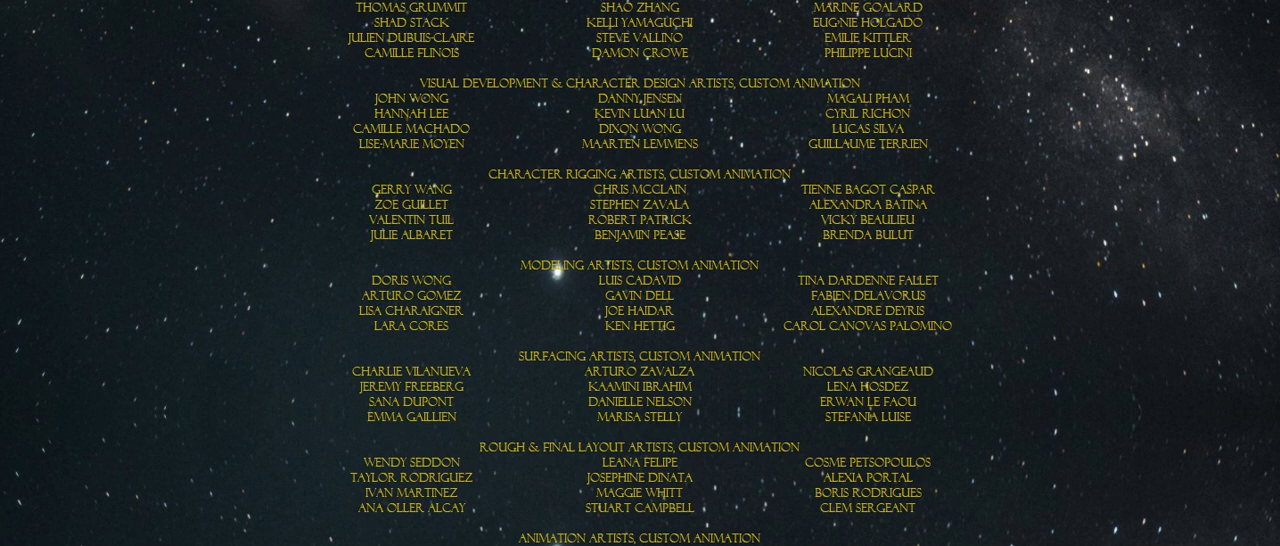 THOMAS GRUMMIT SHAO ZHANG MARINE GOALARD
SHAD STACK KELLI YAMAGUCHI EUG·NIE HOLGADO
JULIEN DUBUIS-CLAIRE STEVE VALLINO EMILIE KITTLER
CAMILLE FLINOIS DAMON CROWE PHILIPPE LUCINI
VISUAL DEVELOPMENT & CHARACTER DESIGN ARTISTS, CUSTOM ANIMATION
JOHN WONG DANNY JENSEN MAGALI PHAM
HANNAH LEE KEVIN LUAN LU CYRIL RICHON
CAMILLE MACHADO DIXON WONG LUCAS SILVA
LISE-MARIE MOYEN MAARTEN LEMMENS GUILLAUME TERRIEN
CHARACTER RIGGING ARTISTS, CUSTOM ANIMATION
GERRY WANG CHRIS MCCLAIN TIENNE BAGOT CASPAR
ZOE GUILLET STEPHEN ZAVALA ALEXANDRA BATINA
VALENTIN TUIL ROBERT PATRICK VICKY BEAULIEU
JULIE ALBARET BENJAMIN PEASE BRENDA BULUT
MODELING ARTISTS, CUSTOM ANIMATION
DORIS WONG LUIS CADAVID TINA DARDENNE FALLET
ARTURO GOMEZ GAVIN DELL FABIEN DELAVORUS
LISA CHARAIGNER JOE HAIDAR ALEXANDRE DEYRIS
LARA CORES KEN HETTIG CAROL CANOVAS PALOMINO
SURFACING ARTISTS, CUSTOM ANIMATION
CHARLIE VILANUEVA ARTURO ZAVALZA NICOLAS GRANGEAUD
JEREMY FREEBERG KAAMINI IBRAHIM LENA HOSDEZ
SANA DUPONT DANIELLE NELSON ERWAN LE FAOU
EMMA GAILLIEN MARISA STELLY STEFANIA LUISE
ROUGH & FINAL LAYOUT ARTISTS, CUSTOM ANIMATION
WENDY SEDDON LEANA FELIPE COSME PETSOPOULOS
TAYLOR RODRIGUEZ JOSEPHINE DINATA ALEXIA PORTAL
IVAN MARTINEZ MAGGIE WHITT BORIS RODRIGUES
ANA OLLER ALCAY STUART CAMPBELL CLEM SERGEANT
ANIMATION ARTISTS, CUSTOM ANIMATION